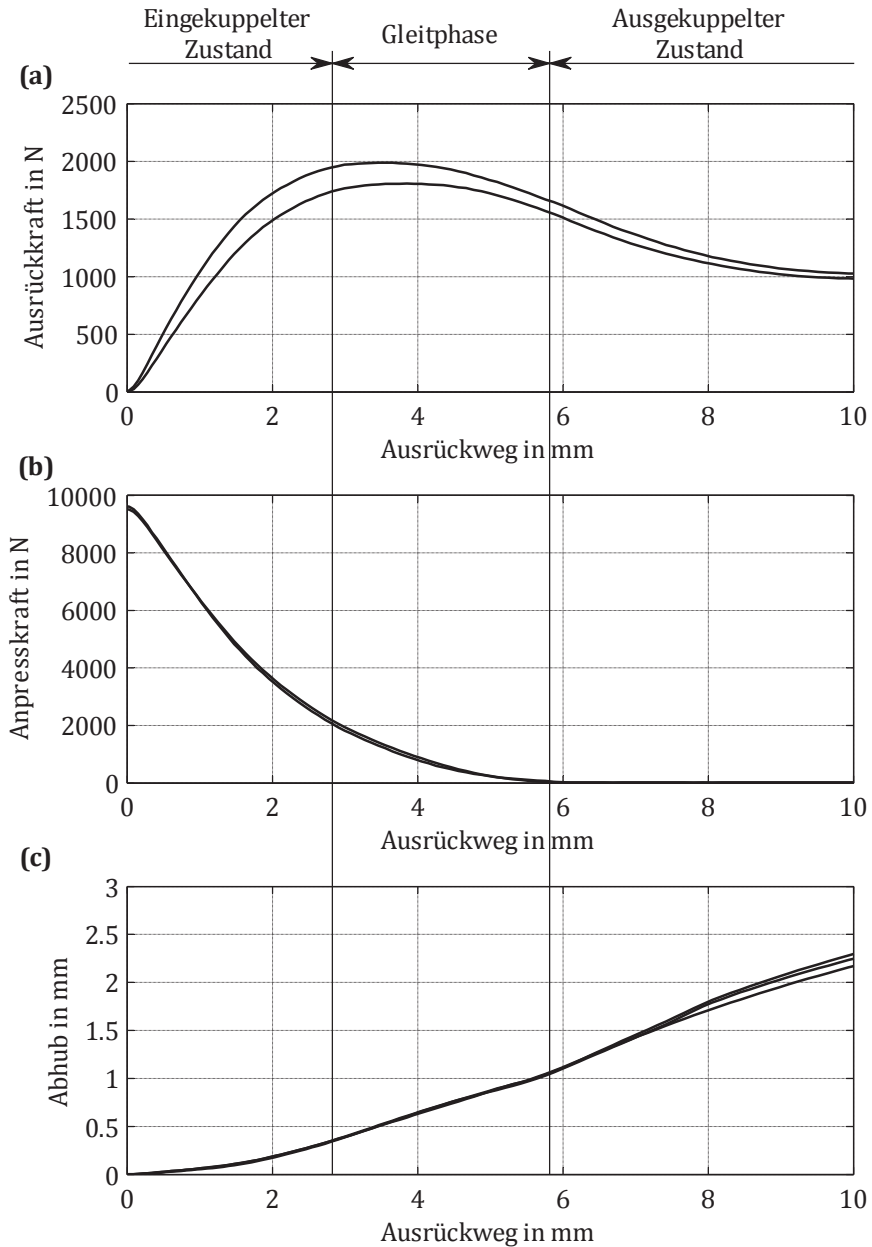 Eingekuppelter
Zustand
Gleitphase
Ausgekuppelter
Zustand
(a)
Ausrückkraft in N
2500
2000
1500
1000
500
0
0 2 4 6 8 10
Ausrückweg in mm
(b)
Anpresskraft in N
10000
8000
6000
4000
2000
0
0 2 4 6 8 10
Ausrückweg in mm
(c)
Abhub in mm
3
2.5
2
1.5
1
0.5
0
0 2 4 6 8 10
Ausrückweg in mm